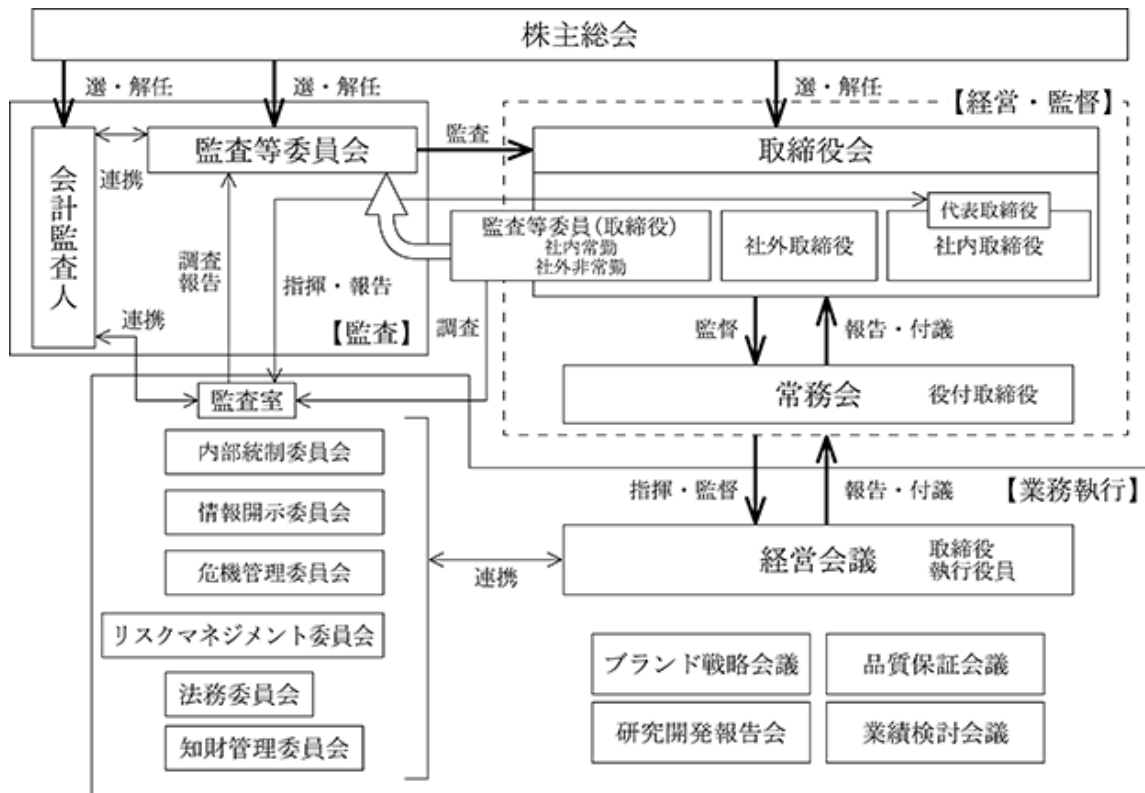 株主総会
選・解任
選・解任
選・解任
【経営・監督】
会計監査人
連携
監査等委員会
監査
取締役会
代表取締役
監査等委員(取締役)
社内常勤
社外非常勤
社外取締役
社内取締役
調査
報告
指揮・報告
連携
【監査】
調査
監督
報告・付議
監査室
常務会
役付取締役
内部統制委員会
指揮・監督
報告・付議
【業務執行】
情報開示委員会
経営会議
取締役
執行役員
危機管理委員会
連携
リスクマネジメント委員会
ブランド戦略会議
品質保証会議
法務委員会
知財管理委員会
研究開発報告会
業績検討会議